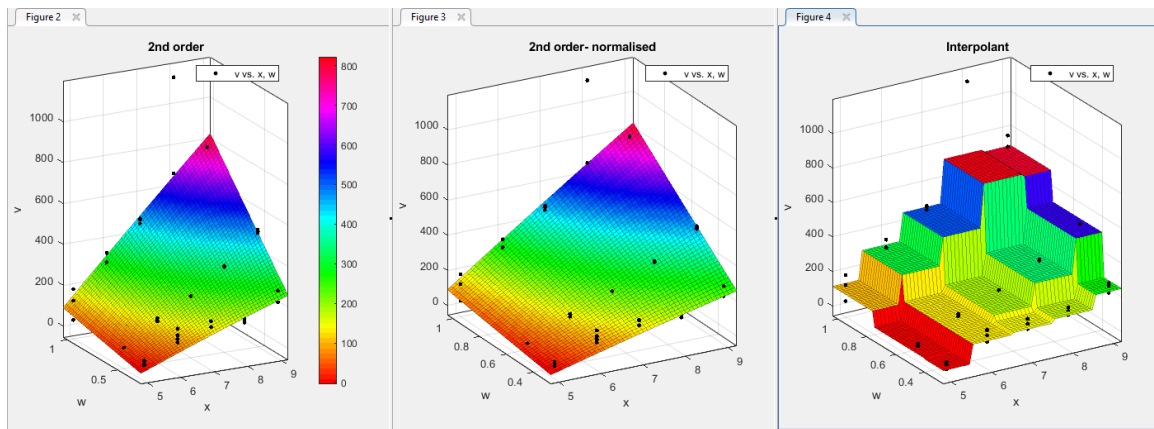 Figure 2
2nd order
v vs. x, w
1000
800
600
400
200
0
v
1
0.5
w
5
6
7
8
9
x
800
700
600
500
400
300
200
100
0
Figure 3
2nd order- normalised
v vs. x, w
1000
800
600
400
200
0
v
1
0.8
0.6
0.4
w
5
6
7
8
9
x
Figure 4
Interpolant
v vs. x, w
1000
800
600
400
200
0
v
1
0.8
0.6
0.4
w
5
6
7
8
9
x